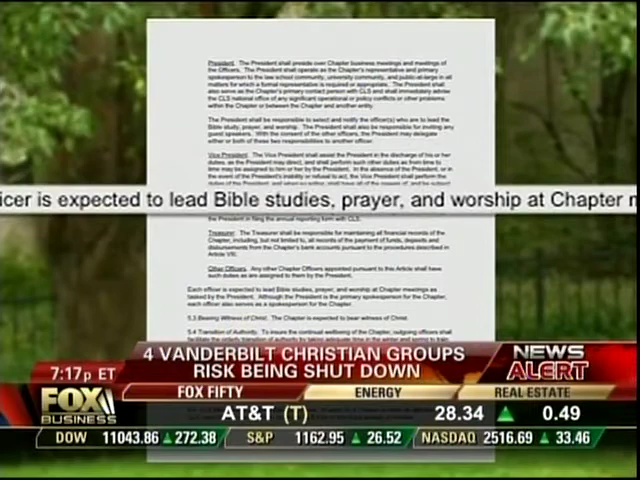 President. The President shall preside over Chapter business meetings and meetings of
the Officers. The President shall operate as the Chapter's representative and primary
spokesperson to the law school community, university community, and public-at-large in all
matters for which a formal representative is required or appropriate. The President shall
also serve as the Chapter's primary contact person with CLS and shall immediately advise
the CLS national office of any significant operational or policy conflicts or other problems
within the Chapter or between the Chapter and another entity.
The President shall be responsible to select and notify the officer(s) who are to lead the
Bible study, prayer, and worship. The President shall also be responsible for inviting any
guest speakers. With the consent of the other officers, the President may delegate
either or both of these two responsibilities to another officer.
Vice President. The Vice President shall assist the President in the discharge of his or her
duties, as the President may direct, and shall perform such other duties as from time to
time may be assigned to him or her by the President. In the absence of the President, or in
the event of the President's inability or refusal to act, the Vice President shall perform the
icer is expected to lead Bible studies, prayer, and worship at Chapter
the President in filing the annual reporting form with CLS.
Treasurer. The Treasurer shall be responsible for maintaining all financial records of the
Chapter, including, but not limited to, all records of the payment of funds, deposits and
disbursements from the Chapter's bank accounts pursuant to the procedures described in
Article VIII.
Other Officers. Any other Chapter Officers appointed pursuant to this Article shall have
such duties as are assigned to them by the President.
Each officer is expected to lead Bible studies, prayer, and worship at Chapter meetings as
tasked by the President. Although the President is the primary spokesperson for the Chapter,
each officer also serves as a spokesperson for the Chapter.
5.3 Bearing Witness of Christ. The Chapter is expected to bear witness of Christ.
5.4 Transition of Authority. To insure the continual wellbeing of the Chapter, outgoing officers shall
4 VANDERBILT CHRISTIAN GROUPS
RISK BEING SHUT DOWN
NEWS
ALERT
7:17p ET
FOX FIFTY
ENERGY
REAL ESTATE
FOX
BUSINESS
AT&T (T) 28.34 ▲ 0.49
DOW 11043.86 ▲ 272.38 S&P 1162.95 ▲ 26.52 NASDAQ 2516.69 ▲ 33.46